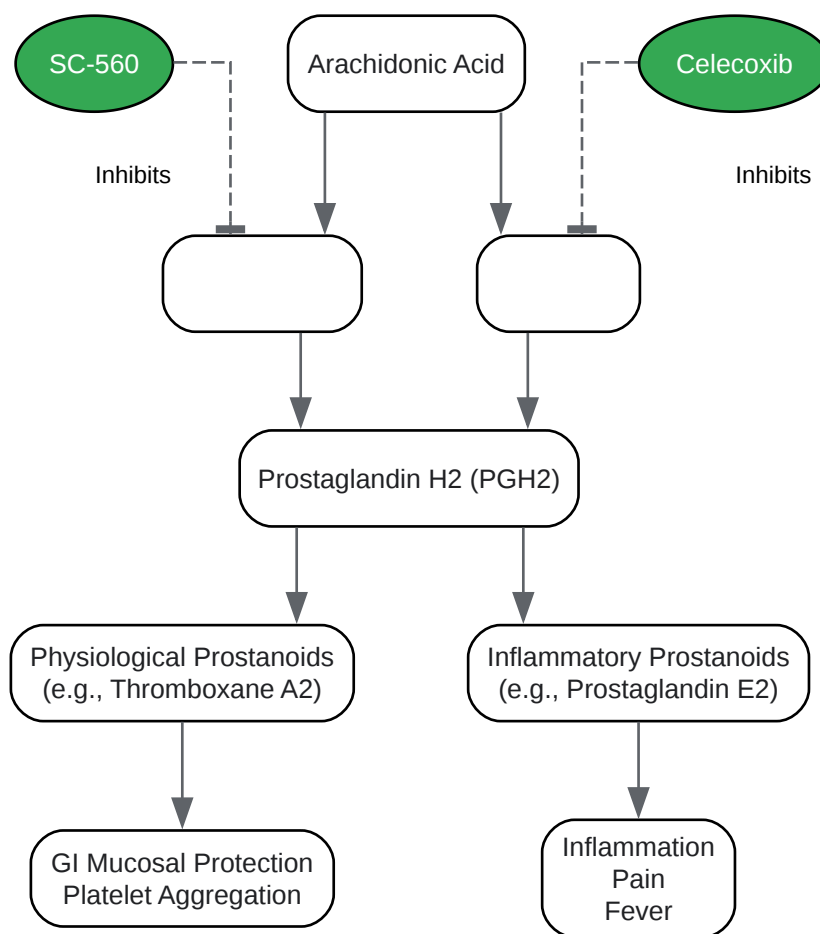 SC-560
Arachidonic Acid
Celecoxib
Inhibits
Inhibits
Prostaglandin H2 (PGH2)
Physiological Prostanoids
(e.g., Thromboxane A2)
Inflammatory Prostanoids
(e.g., Prostaglandin E2)
GI Mucosal Protection
Platelet Aggregation
Inflammation
Pain
Fever